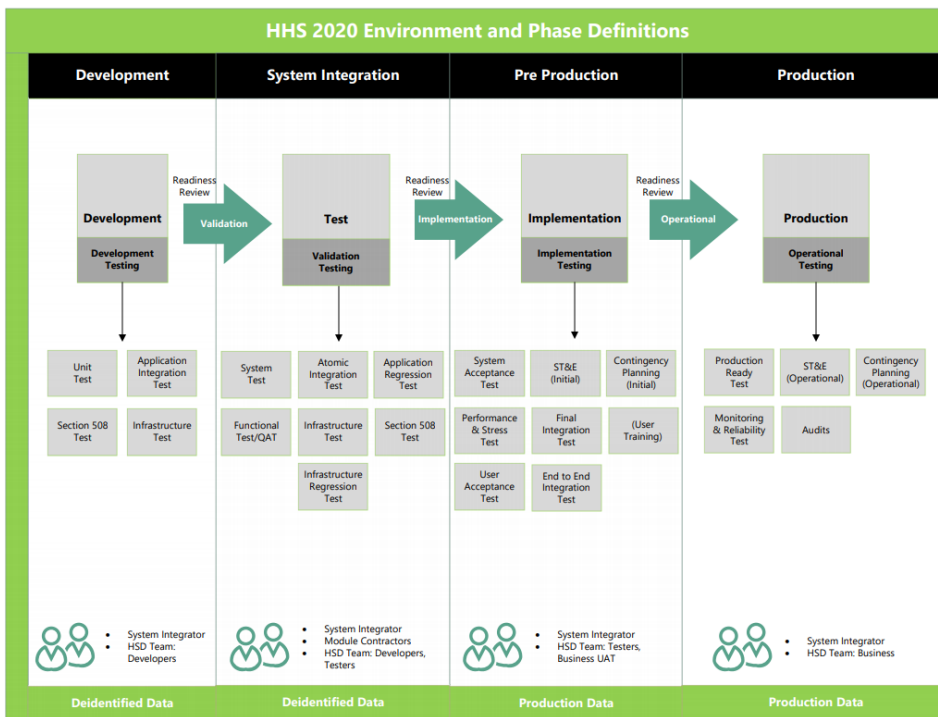 HHS 2020 Environment and Phase Definitions
Development
System Integration
Pre Production
Production
Development
Development
Testing
Readiness
Review
Validation
Test
Validation
Testing
Readiness
Review
Implementation
Implementation
Implementation
Testing
Readiness
Review
Operational
Production
Operational
Testing
Unit
Test
Application
Integration
Test
Section 508
Test
Infrastructure
Test
System
Test
Atomic
Integration
Test
Application
Regression
Test
Functional
Test/QAT
Infrastructure
Test
Section 508
Test
Infrastructure
Regression
Test
System
Acceptance
Test
ST&E
(Initial)
Contingency
Planning
(Initial)
Performance
& Stress
Test
Final
Integration
Test
(User
Training)
User
Acceptance
Test
End to End
Integration
Test
Production
Ready
Test
ST&E
(Operational)
Contingency
Planning
(Operational)
Monitoring
& Reliability
Test
Audits
• System Integrator
• HSD Team:
Developers
• System Integrator
• Module Contractors
• HSD Team: Developers,
Testers
• System Integrator
• HSD Team: Testers,
Business UAT
• System Integrator
• HSD Team: Business
Deidentified Data
Deidentified Data
Production Data
Production Data